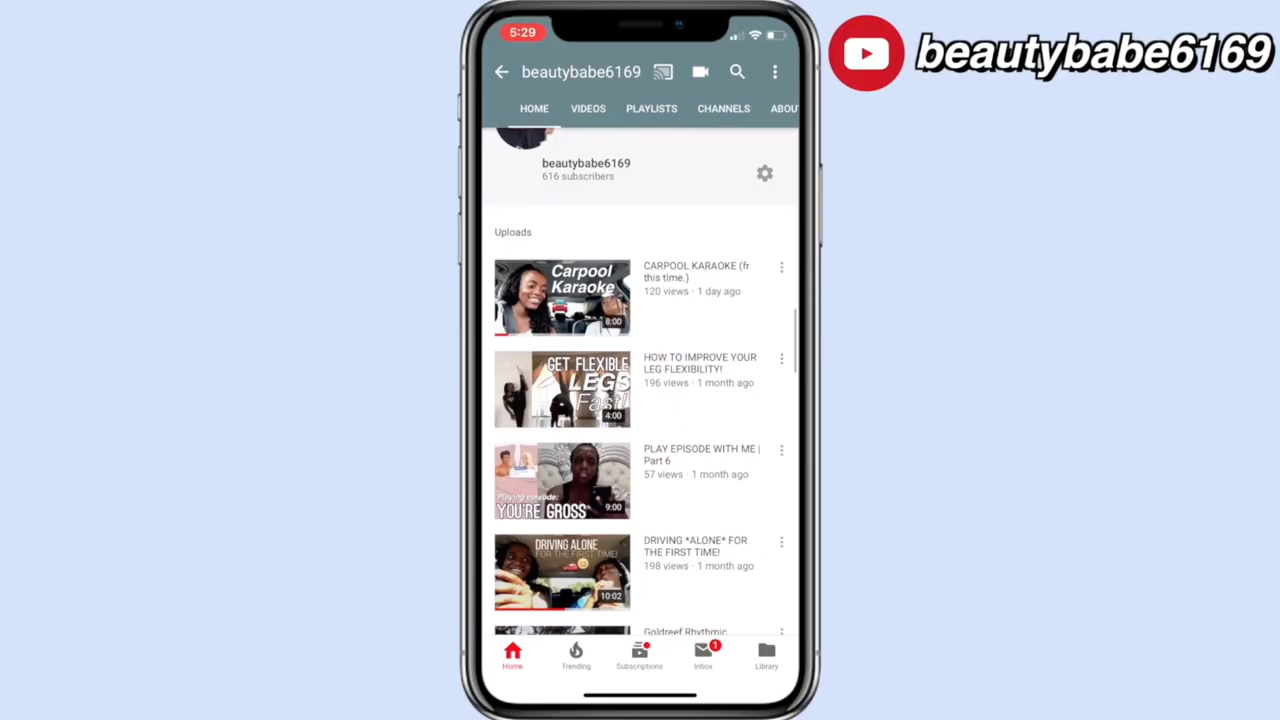 5:29
beautybabe6169
beautybabe6169
HOME VIDEOS PLAYLISTS CHANNELS ABOU
beautybabe6169
616 subscribers
Uploads
Carpool
Karaoke
8:00
CARPOOL KARAOKE (fr
this time.)
120 views · 1 day ago
GET FLEXIBLE
LEGS
Fast!
4:00
HOW TO IMPROVE YOUR
LEG FLEXIBILITY!
196 views · 1 month ago
Playing episode:
YOU'RE GROSS
9:00
PLAY EPISODE WITH ME |
Part 6
57 views · 1 month ago
DRIVING ALONE
FOR THE FIRST TIME!
10:02
DRIVING *ALONE* FOR
THE FIRST TIME!
198 views · 1 month ago
Goldreef Rhythmic
Home Trending Subscriptions Inbox Library
1